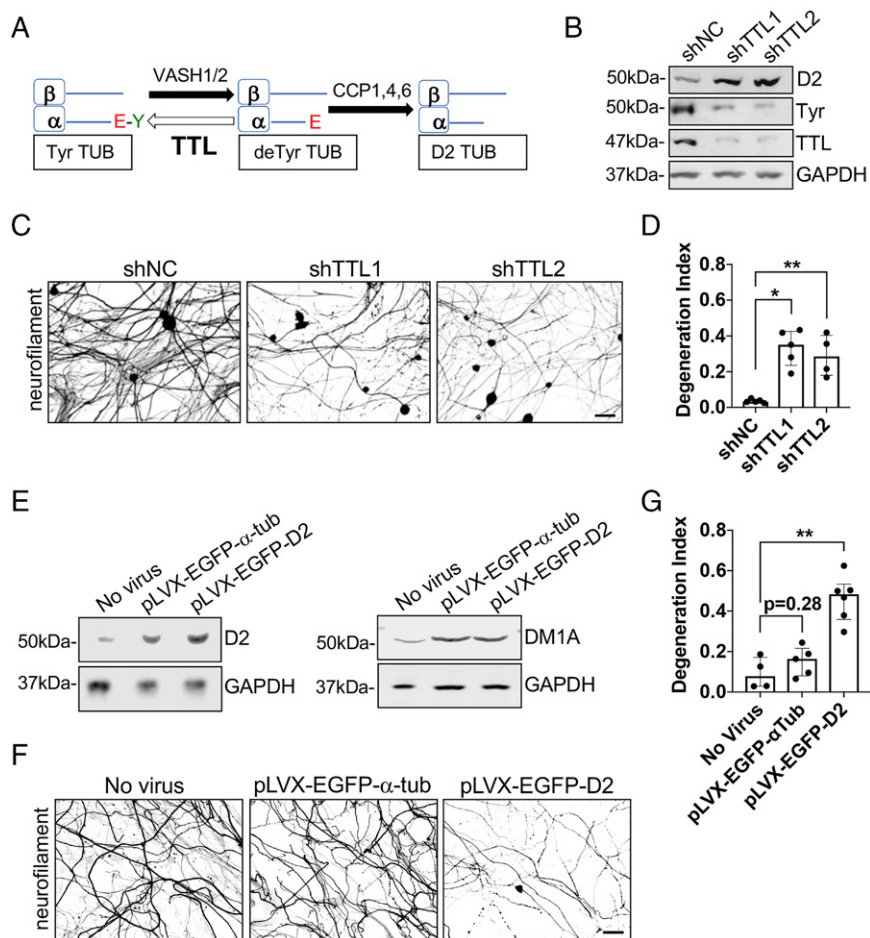 A
VASH1/2
CCP1,4,6
β
β
β
α
E-Y
α
E
α
TTL
Tyr TUB
deTyr TUB
D2 TUB
B
shNC
shTTL1
shTTL2
50kDa-
D2
50kDa-
Tyr
47kDa-
TTL
37kDa-
GAPDH
C
shNC
shTTL1
shTTL2
neurofilament
D
Degeneration Index
0.8
0.6
0.4
0.2
0.0
**
*
shNC
shTTL1
shTTL2
E
No virus
pLVX-EGFP-α-tub
pLVX-EGFP-D2
50kDa-
D2
37kDa-
GAPDH
No virus
pLVX-EGFP-α-tub
pLVX-EGFP-D2
50kDa-
DM1A
37kDa-
GAPDH
G
Degeneration Index
0.8
0.6
0.4
0.2
0.0
**
p=0.28
No Virus
pLVX-EGFP-αTub
pLVX-EGFP-D2
F
No virus
pLVX-EGFP-α-tub
pLVX-EGFP-D2
neurofilament